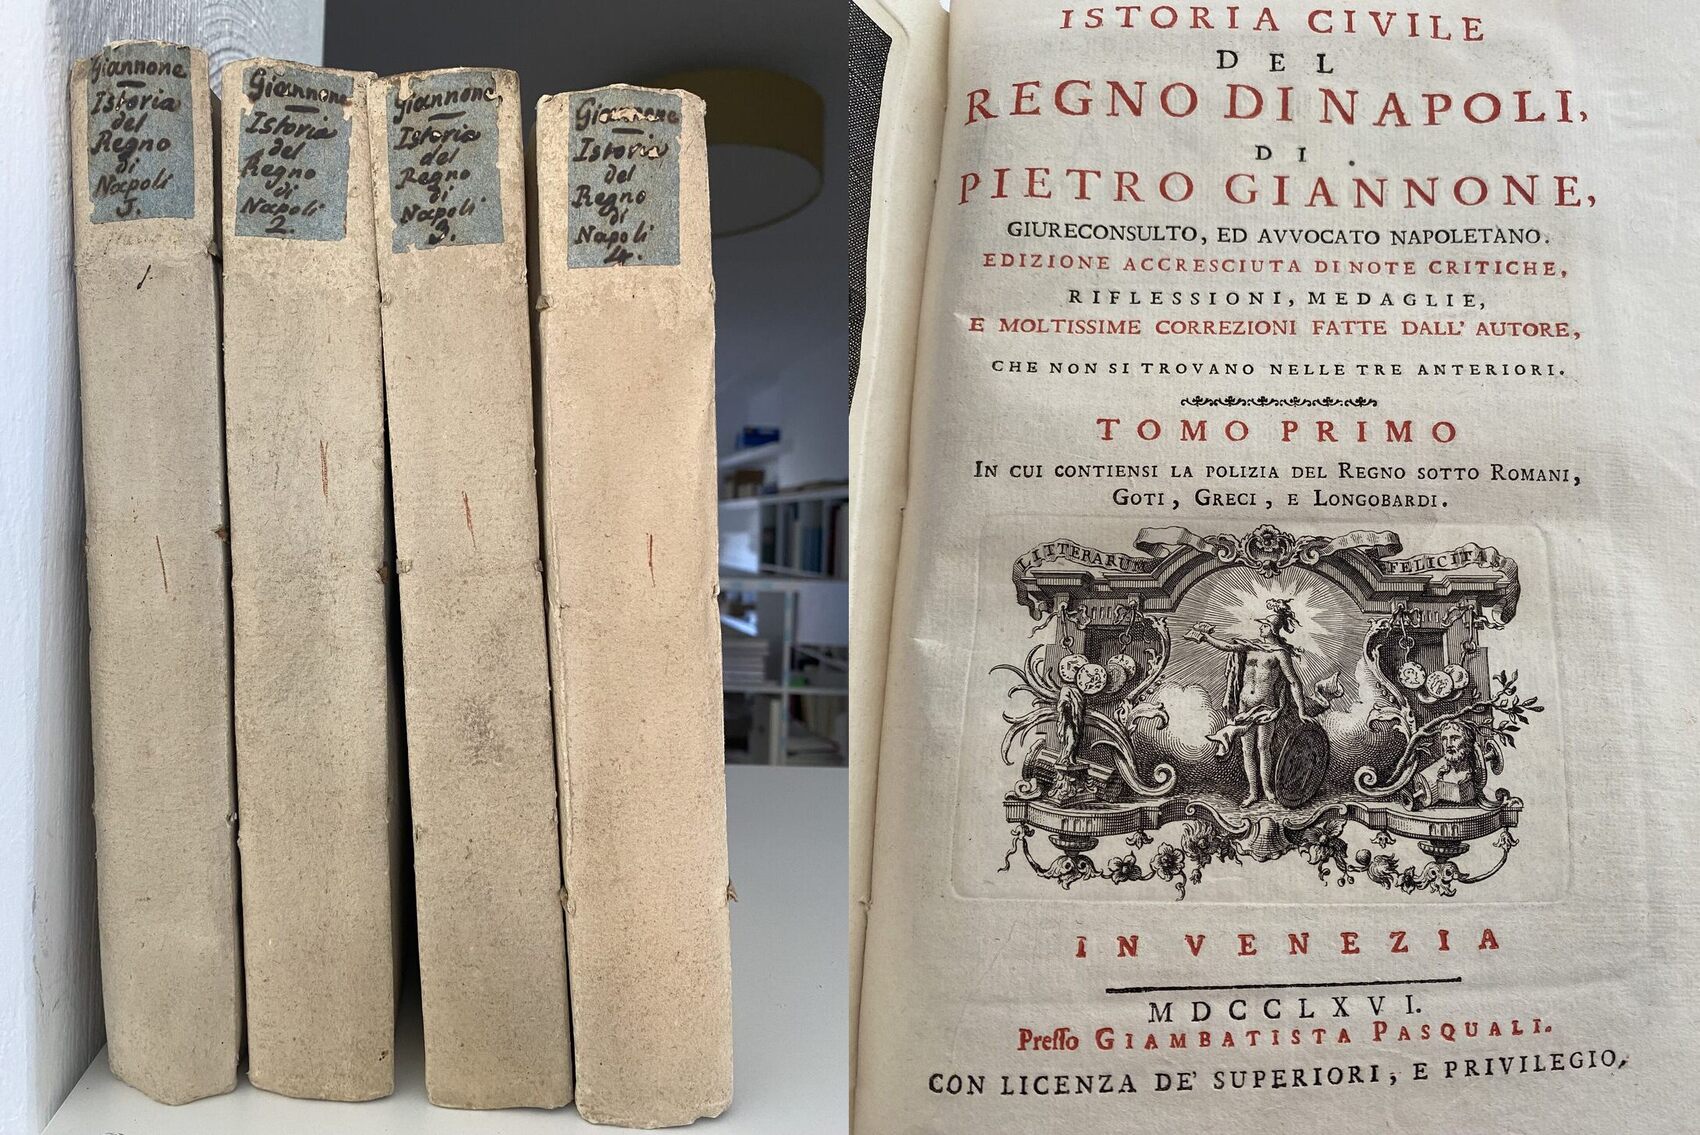 Giannone
Istoria
del
Regno
di
Napoli
1.
Giannone
Istoria
del
Regno
di
Napoli
2.
Giannone
Istoria
del
Regno
di
Napoli
3.
Giannone
Istoria
del
Regno
di
Napoli
4.
ISTORIA CIVILE
DEL
REGNO DI NAPOLI,
DI
PIETRO GIANNONE,
GIURECONSULTO, ED AVVOCATO NAPOLETANO.
EDIZIONE ACCRESCIUTA DI NOTE CRITICHE,
RIFLESSIONI, MEDAGLIE,
E MOLTISSIME CORREZIONI FATTE DALL' AUTORE,
CHE NON SI TROVANO NELLE TRE ANTERIORI.
TOMO PRIMO
IN CUI CONTIENSI LA POLIZIA DEL REGNO SOTTO ROMANI,
GOTI, GRECI, E LONGOBARDI.
LITTERARUM FELICITAS
IN VENEZIA
MDCCLXVI.
Preſſo GIAMBATISTA PASQUALI.
CON LICENZA DE' SUPERIORI, E PRIVILEGIO,